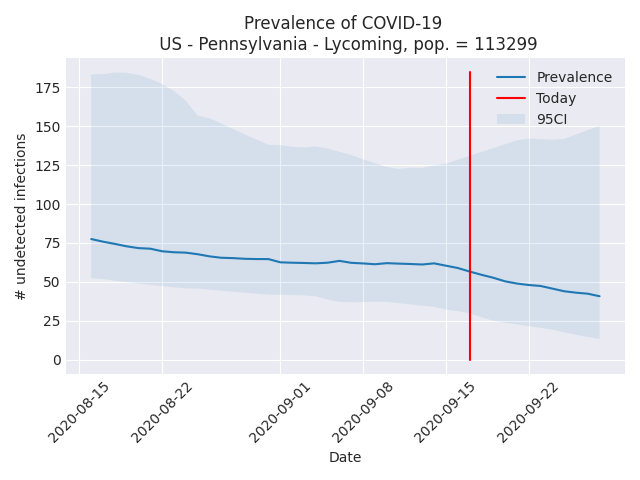 Prevalence of COVID-19
US - Pennsylvania - Lycoming, pop. = 113299
Prevalence
Today
95CI
175
150
125
100
75
50
25
0
# undetected infections
2020-08-15
2020-08-22
2020-09-01
2020-09-08
2020-09-15
2020-09-22
Date